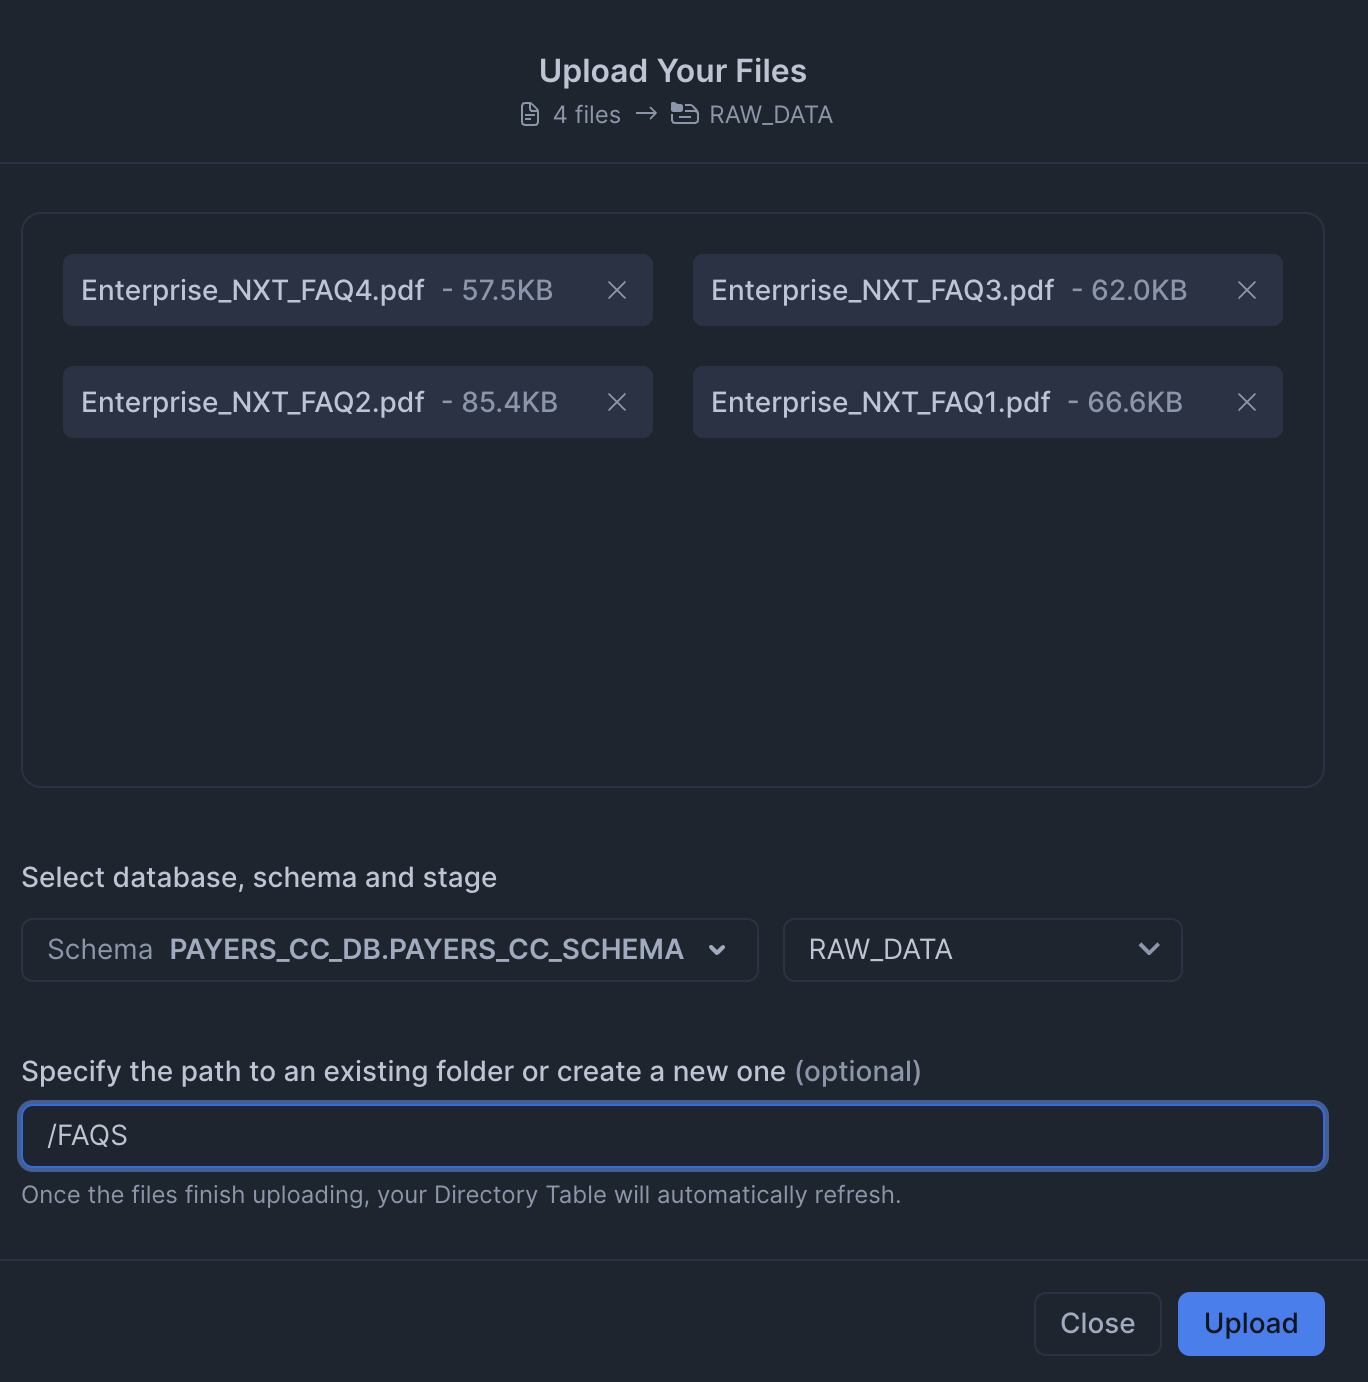 Upload Your Files
4 files → RAW_DATA
Enterprise_NXT_FAQ4.pdf - 57.5KB
Enterprise_NXT_FAQ3.pdf - 62.0KB
Enterprise_NXT_FAQ2.pdf - 85.4KB
Enterprise_NXT_FAQ1.pdf - 66.6KB
Select database, schema and stage
Schema PAYERS_CC_DB.PAYERS_CC_SCHEMA
RAW_DATA
Specify the path to an existing folder or create a new one (optional)
/FAQS
Once the files finish uploading, your Directory Table will automatically refresh.
Close
Upload